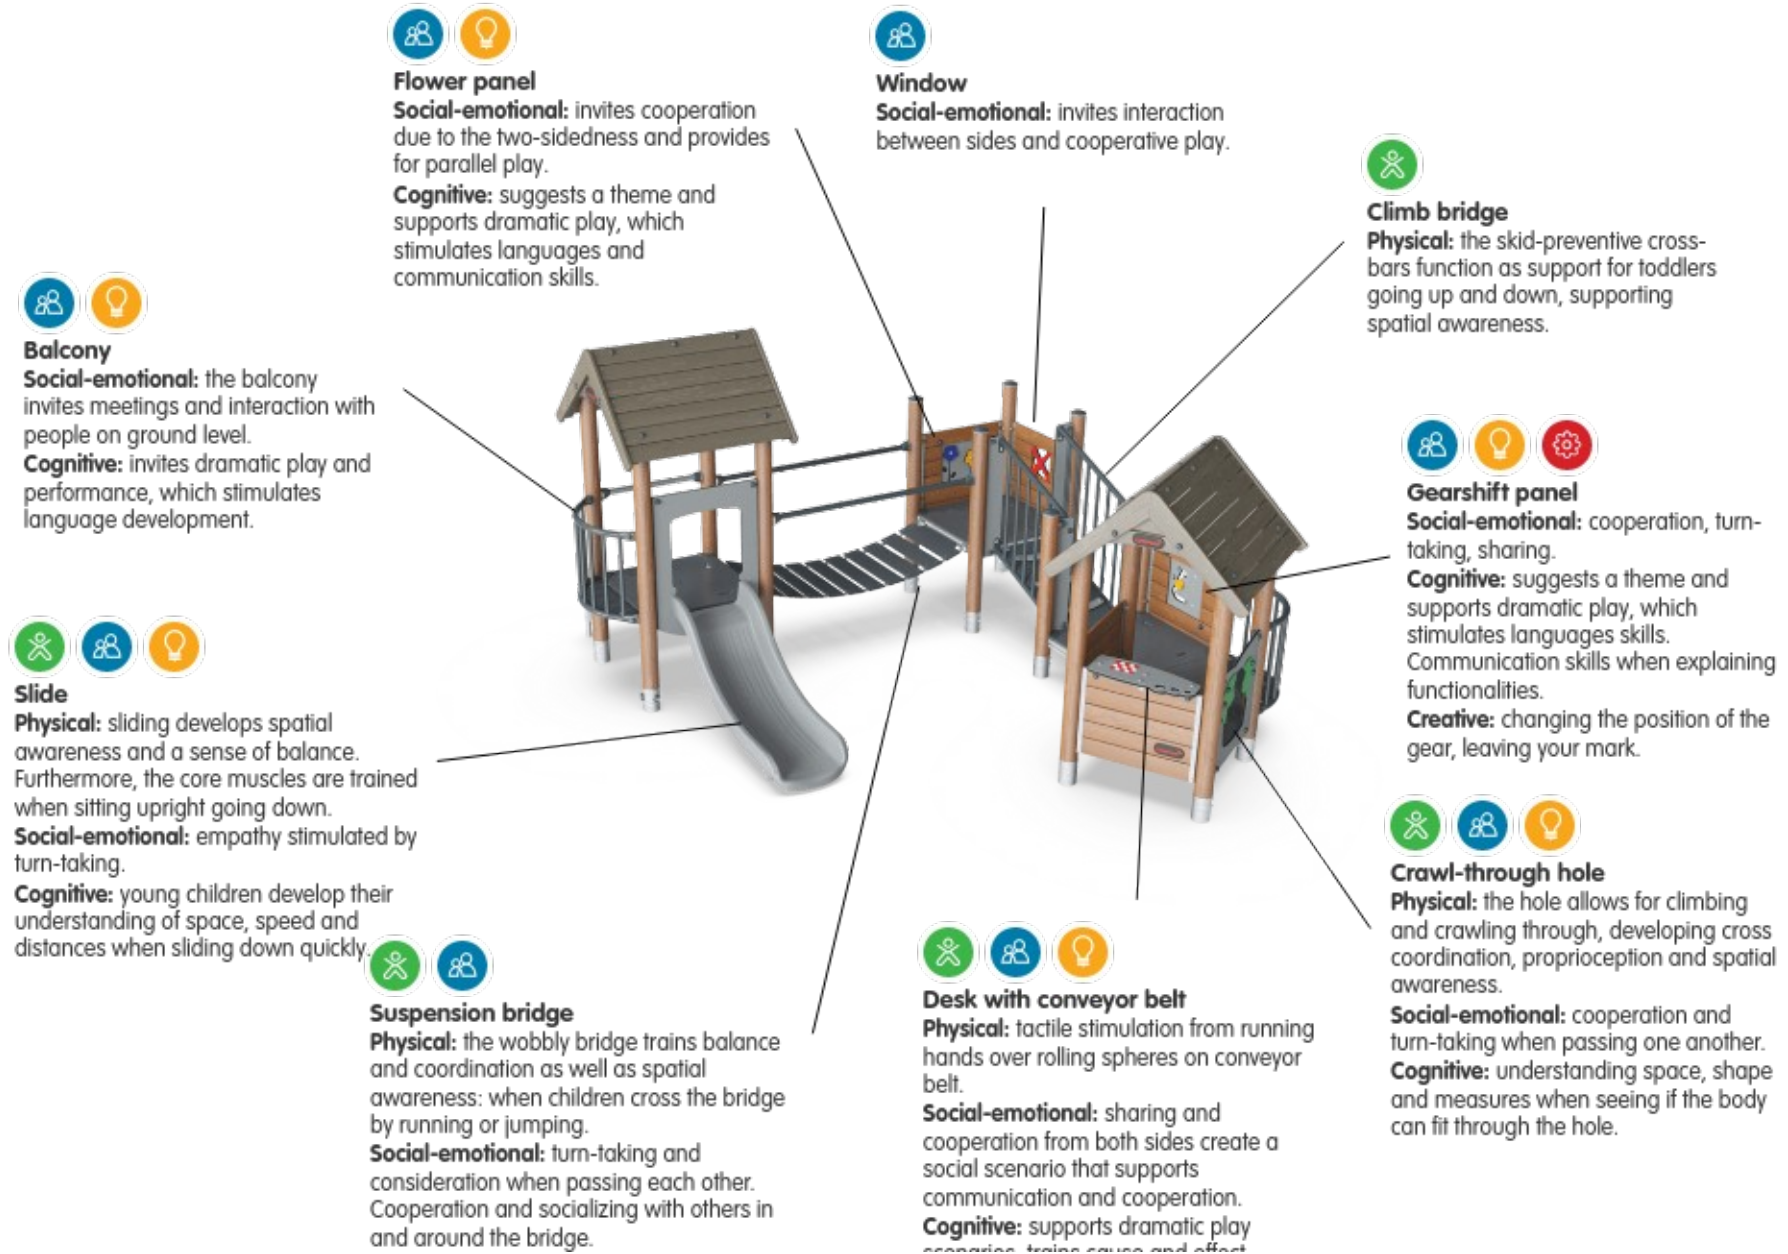 Flower panel
Social-emotional: invites cooperation
due to the two-sidedness and provides
for parallel play.
Cognitive: suggests a theme and
supports dramatic play, which
stimulates languages and
communication skills.
Window
Social-emotional: invites interaction
between sides and cooperative play.
Climb bridge
Physical: the skid-preventive cross-
bars function as support for toddlers
going up and down, supporting
spatial awareness.
Balcony
Social-emotional: the balcony
invites meetings and interaction with
people on ground level.
Cognitive: invites dramatic play and
performance, which stimulates
language development.
Gearshift panel
Social-emotional: cooperation, turn-
taking, sharing.
Cognitive: suggests a theme and
supports dramatic play, which
stimulates languages skills.
Communication skills when explaining
functionalities.
Creative: changing the position of the
gear, leaving your mark.
Slide
Physical: sliding develops spatial
awareness and a sense of balance.
Furthermore, the core muscles are trained
when sitting upright going down.
Social-emotional: empathy stimulated by
turn-taking.
Cognitive: young children develop their
understanding of space, speed and
distances when sliding down quickly.
Crawl-through hole
Physical: the hole allows for climbing
and crawling through, developing cross
coordination, proprioception and spatial
awareness.
Social-emotional: cooperation and
turn-taking when passing one another.
Cognitive: understanding space, shape
and measures when seeing if the body
can fit through the hole.
Suspension bridge
Physical: the wobbly bridge trains balance
and coordination as well as spatial
awareness: when children cross the bridge
by running or jumping.
Social-emotional: turn-taking and
consideration when passing each other.
Cooperation and socializing with others in
and around the bridge.
Desk with conveyor belt
Physical: tactile stimulation from running
hands over rolling spheres on conveyor
belt.
Social-emotional: sharing and
cooperation from both sides create a
social scenario that supports
communication and cooperation.
Cognitive: supports dramatic play
scenarios, trains cause and effect